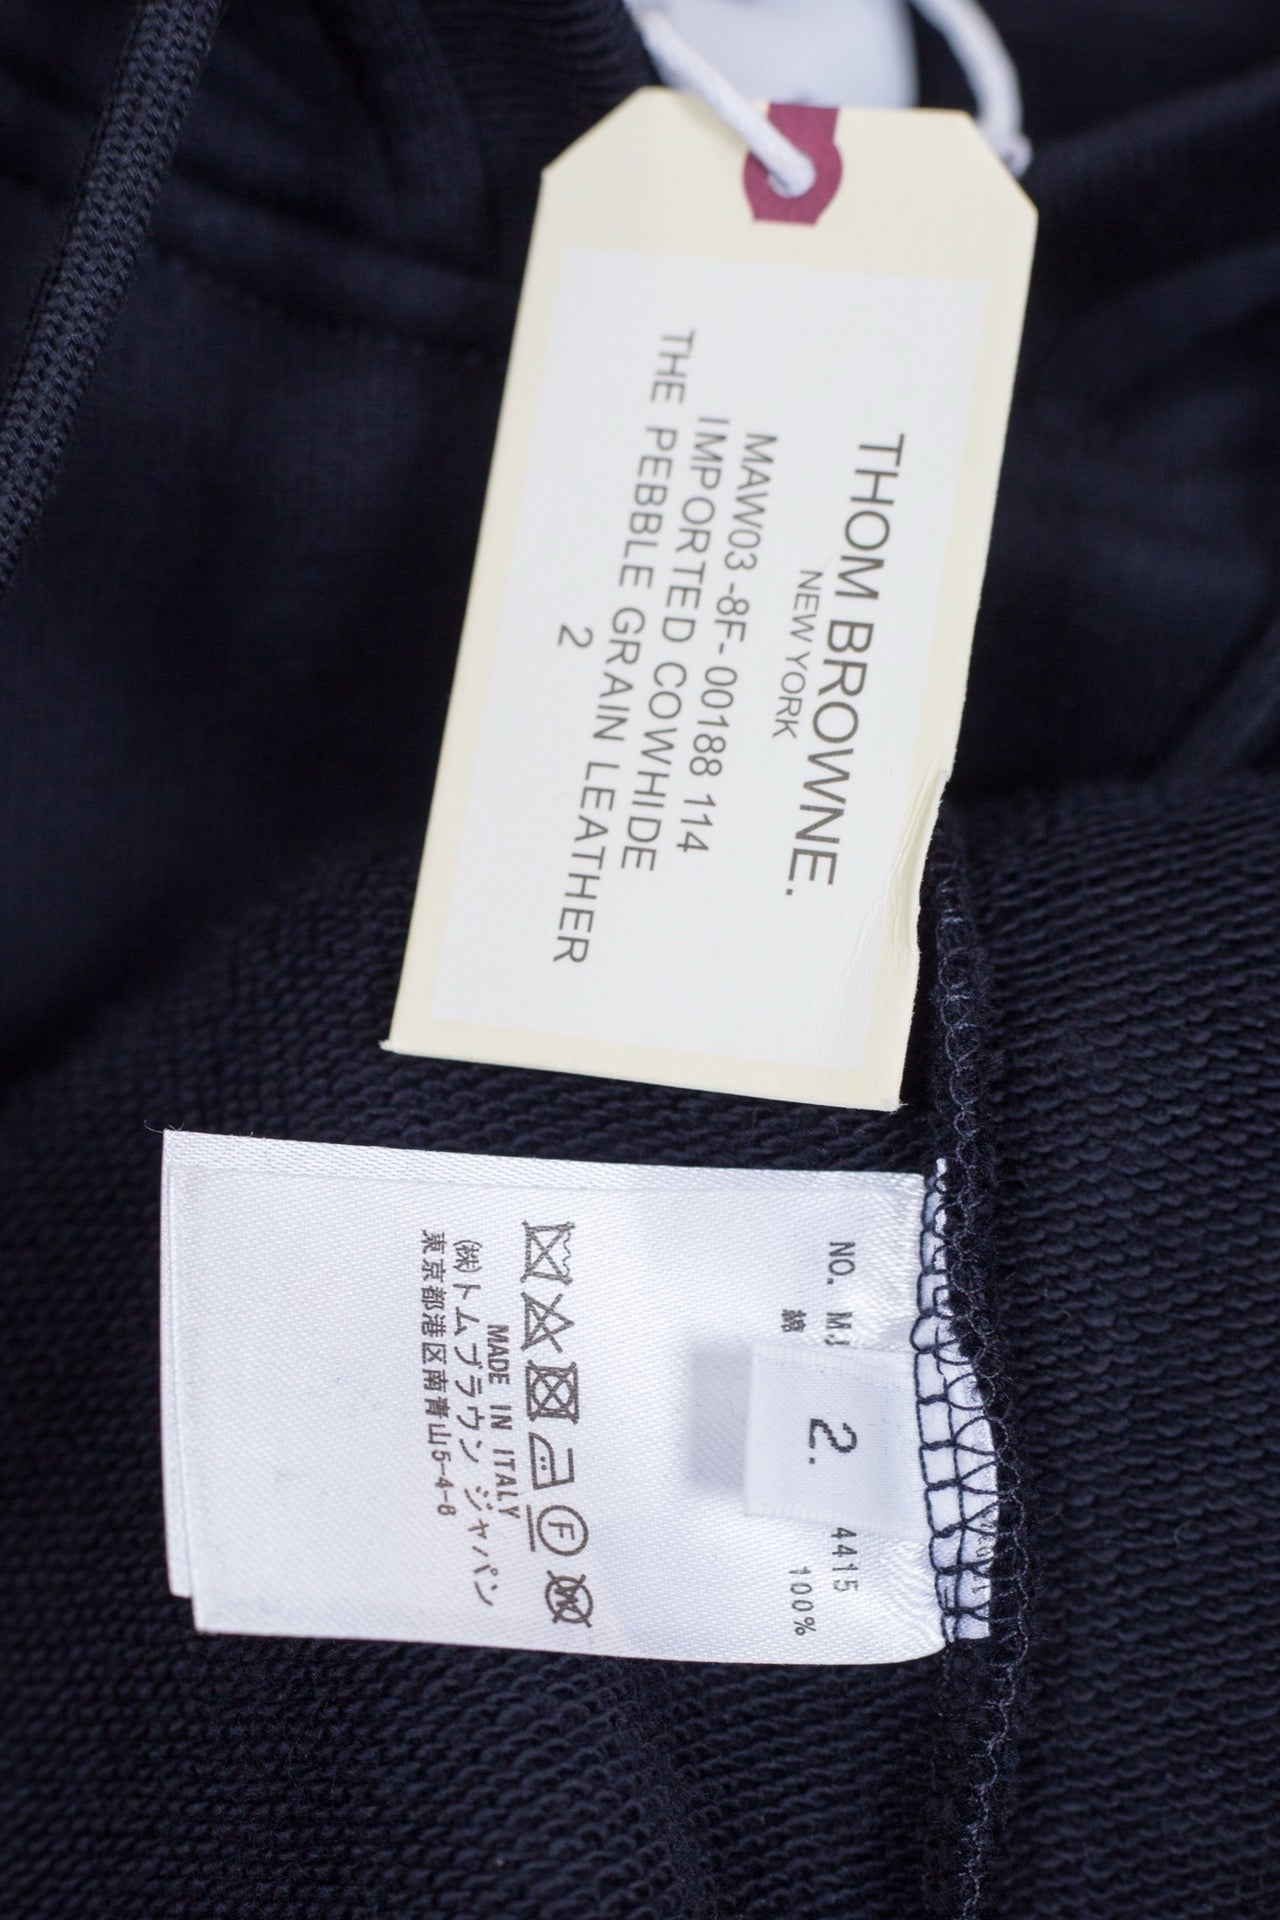 THOM BROWNE.
NEW YORK
MAW03 -8F- 00188 114
IMPORTED COWHIDE
THE PEBBLE GRAIN LEATHER
2
NO. MJ 4415
綿 100%
2.
F
W
MADE IN ITALY
(株)トムブラウン ジャパン
東京都港区南青山5-4-8